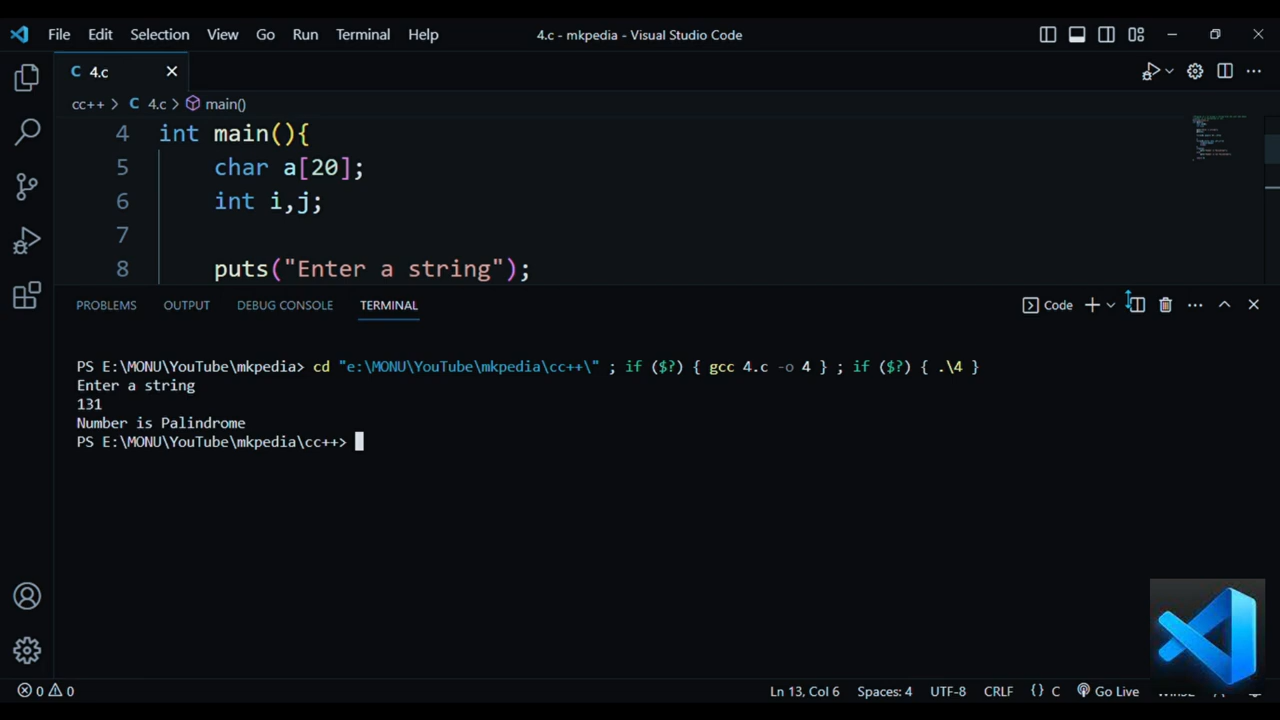 File Edit Selection View Go Run Terminal Help 4.c - mkpedia - Visual Studio Code
C 4.c
cc++ > C 4.c > main()
4 int main(){
5 char a[20];
6 int i,j;
7
8 puts("Enter a string");
PROBLEMS OUTPUT DEBUG CONSOLE TERMINAL Code
PS E:\MONU\YouTube\mkpedia> cd "e:\MONU\YouTube\mkpedia\cc++\" ; if ($?) { gcc 4.c -o 4 } ; if ($?) { .\4 }
Enter a string
131
Number is Palindrome
PS E:\MONU\YouTube\mkpedia\cc++>
0 0 Ln 13, Col 6 Spaces: 4 UTF-8 CRLF {} C Go Live